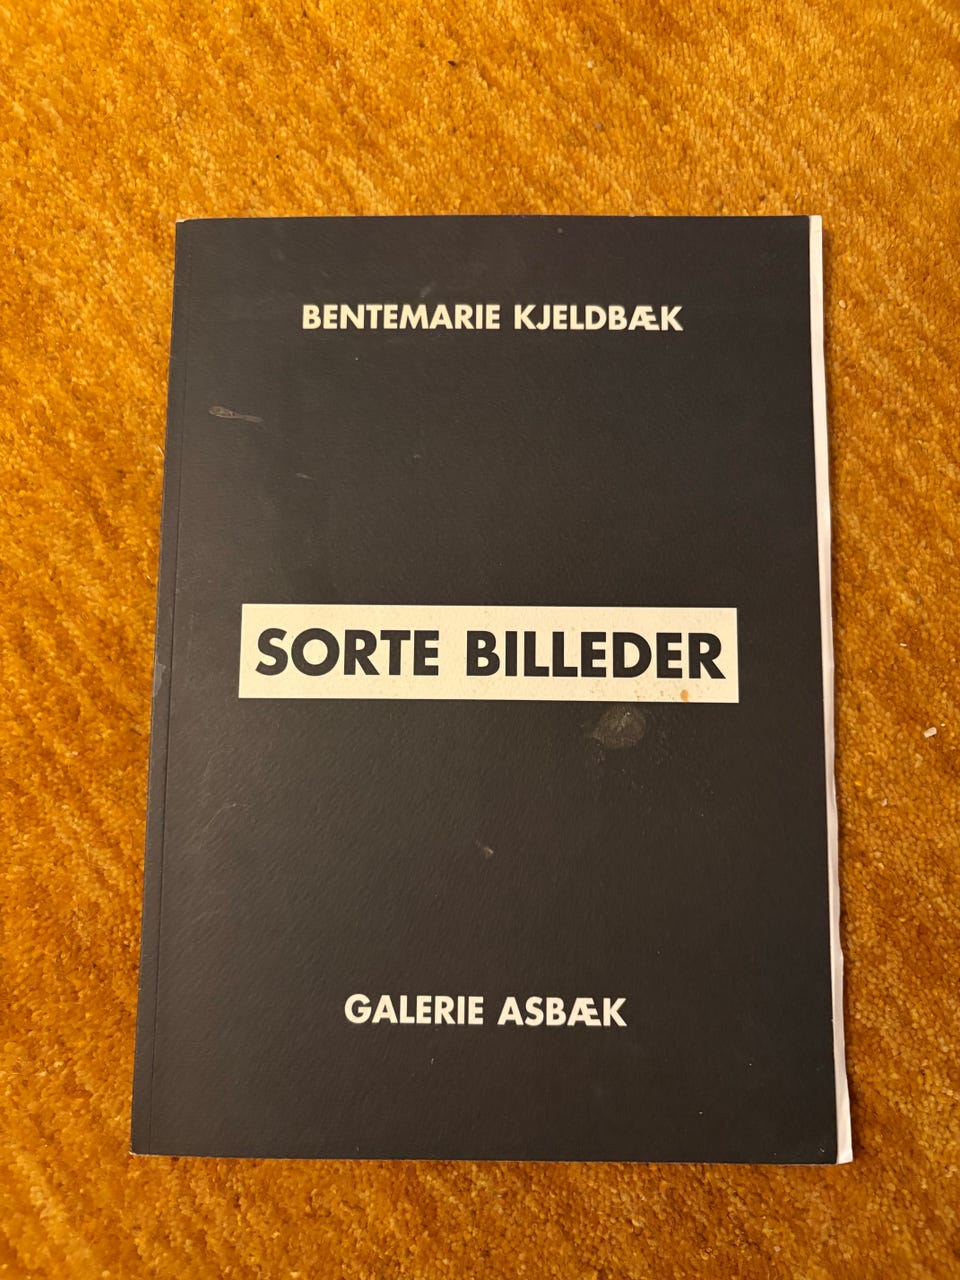 BENTEMARIE KJELDBÆK
SORTE BILLEDER
GALERIE ASBÆK